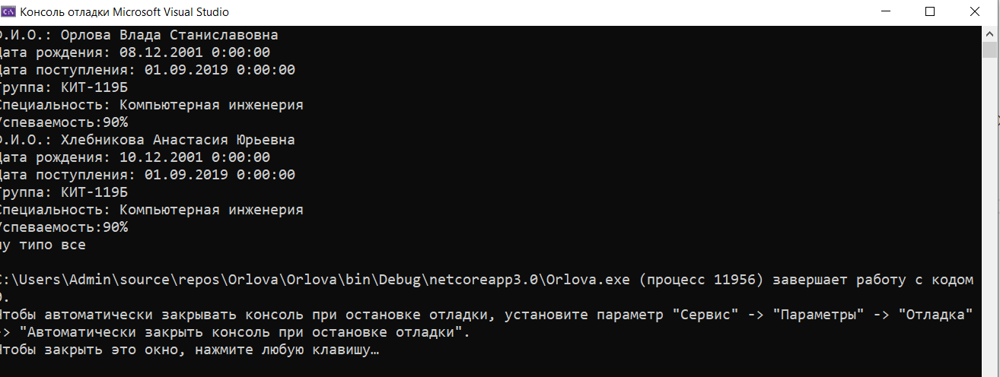 Консоль отладки Microsoft Visual Studio
Ф.И.О.: Орлова Влада Станиславовна
Дата рождения: 08.12.2001 0:00:00
Дата поступления: 01.09.2019 0:00:00
Группа: КИТ-119Б
Специальность: Компьютерная инженерия
Успеваемость:90%
Ф.И.О.: Хлебникова Анастасия Юрьевна
Дата рождения: 10.12.2001 0:00:00
Дата поступления: 01.09.2019 0:00:00
Группа: КИТ-119Б
Специальность: Компьютерная инженерия
Успеваемость:90%
ну типо все
C:\Users\Admin\source\repos\Orlova\Orlova\bin\Debug\netcoreapp3.0\Orlova.exe (процесс 11956) завершает работу с кодом
0.
Чтобы автоматически закрывать консоль при остановке отладки, установите параметр "Сервис" -> "Параметры" -> "Отладка"
-> "Автоматически закрыть консоль при остановке отладки".
Чтобы закрыть это окно, нажмите любую клавишу…